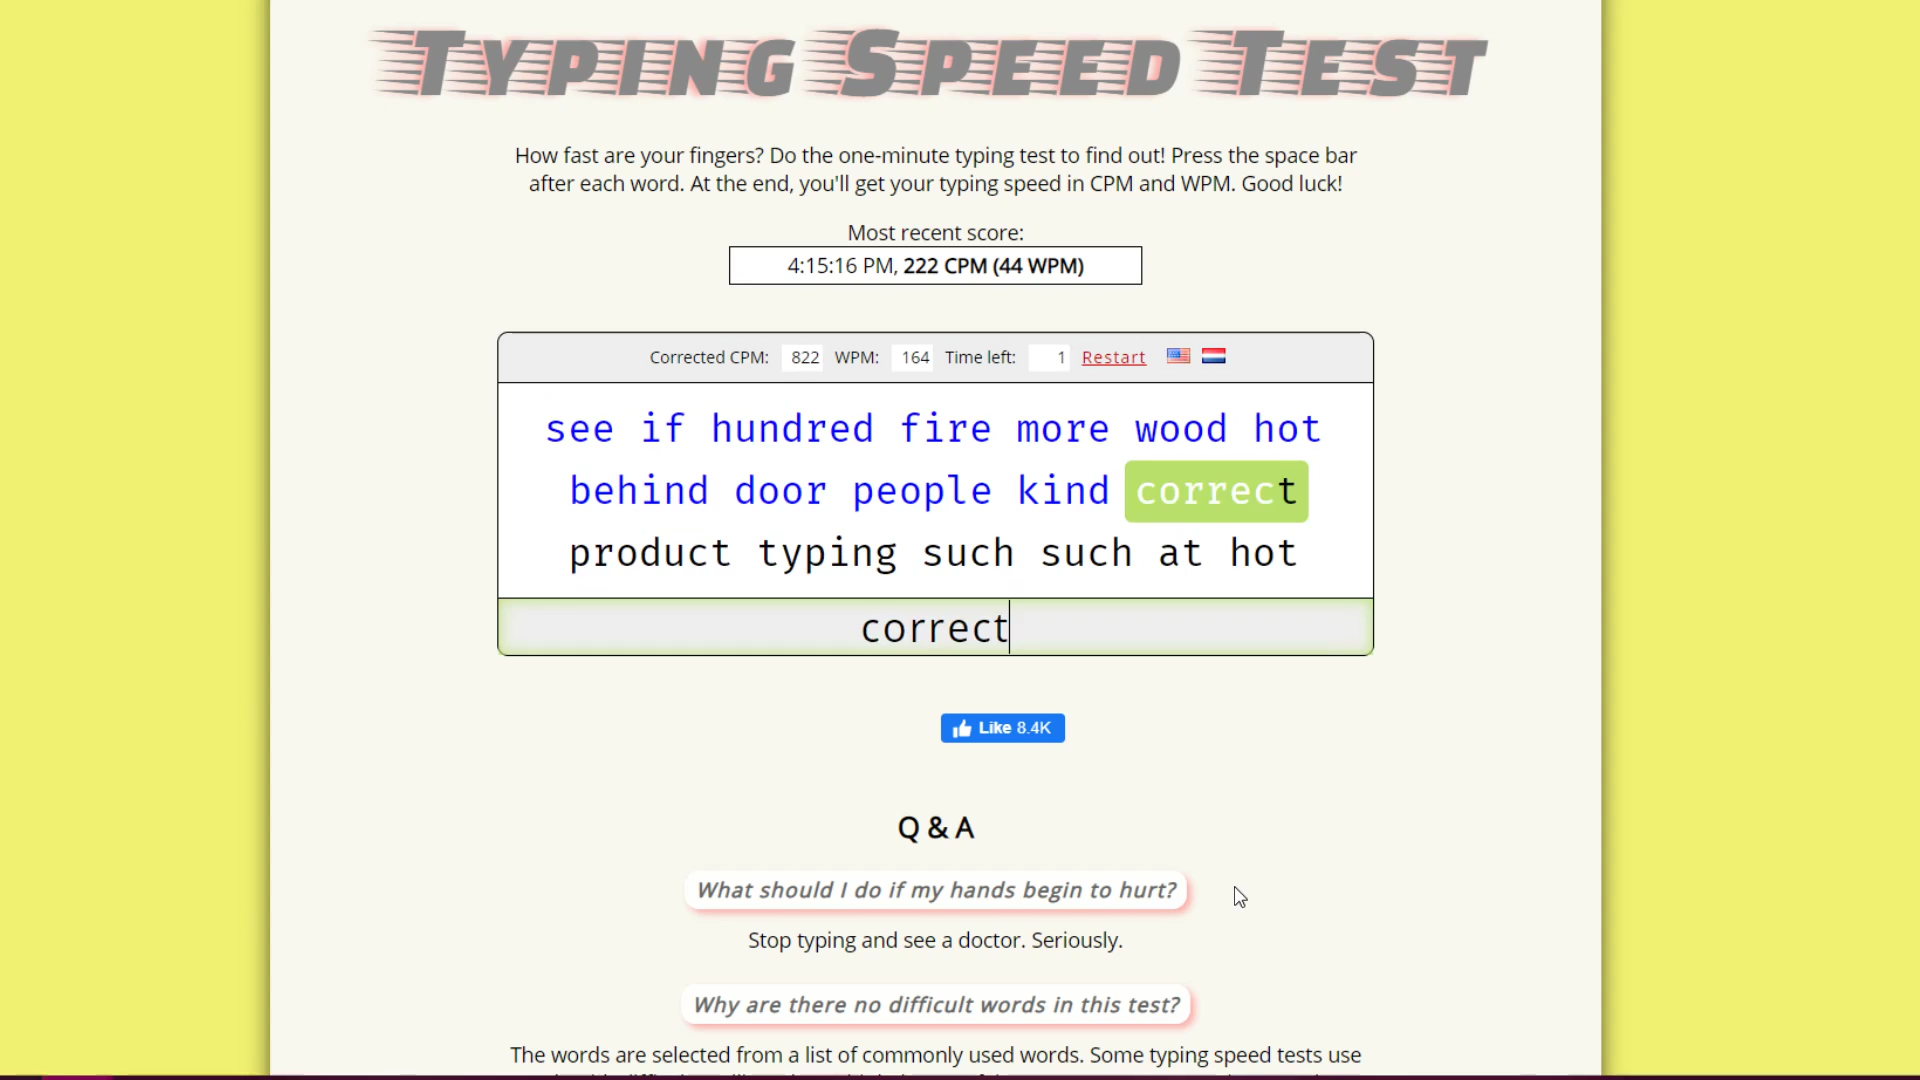 Typing Speed Test
How fast are your fingers? Do the one-minute typing test to find out! Press the space bar
after each word. At the end, you'll get your typing speed in CPM and WPM. Good luck!
Most recent score:
4:15:16 PM, 222 CPM (44 WPM)
Corrected CPM: 822 WPM: 164 Time left: 1 Restart
see if hundred fire more wood hot
behind door people kind correct
product typing such such at hot
correct
Like 8.4K
Q & A
What should I do if my hands begin to hurt?
Stop typing and see a doctor. Seriously.
Why are there no difficult words in this test?
The words are selected from a list of commonly used words. Some typing speed tests use